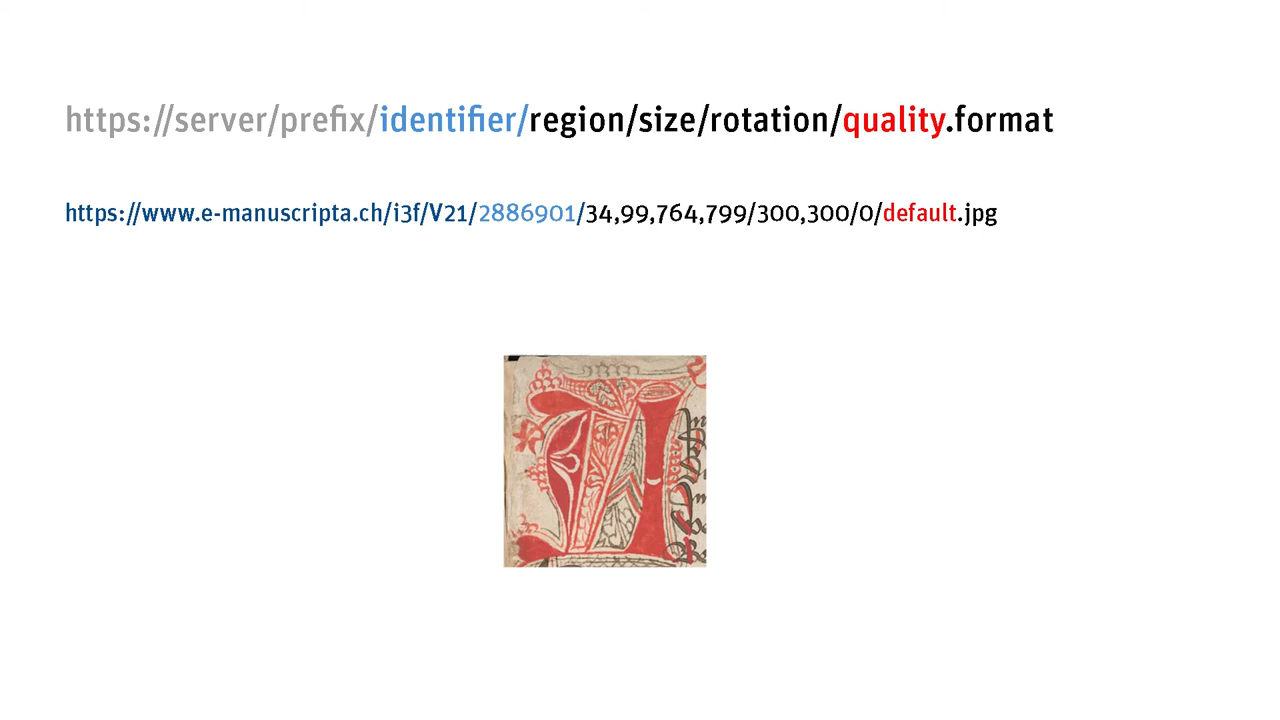 https://server/prefix/identifier/region/size/rotation/quality.format
https://www.e-manuscripta.ch/i3f/V21/2886901/34,99,764,799/300,300/0/default.jpg